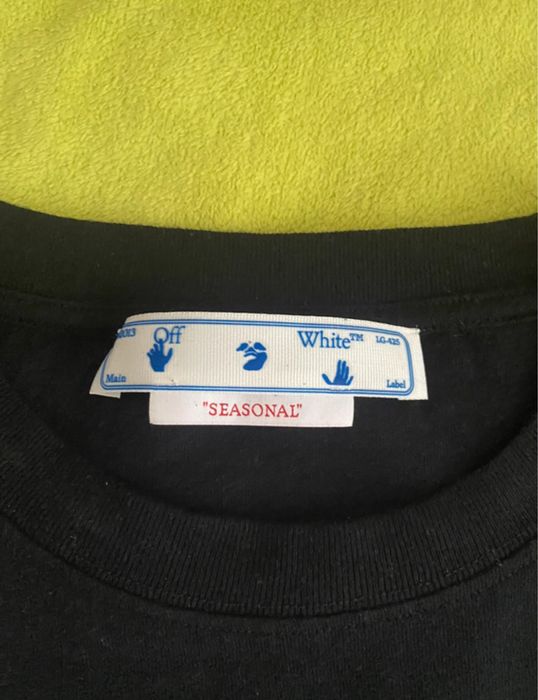 Off
White™
LG-425
Main
Label
"SEASONAL"